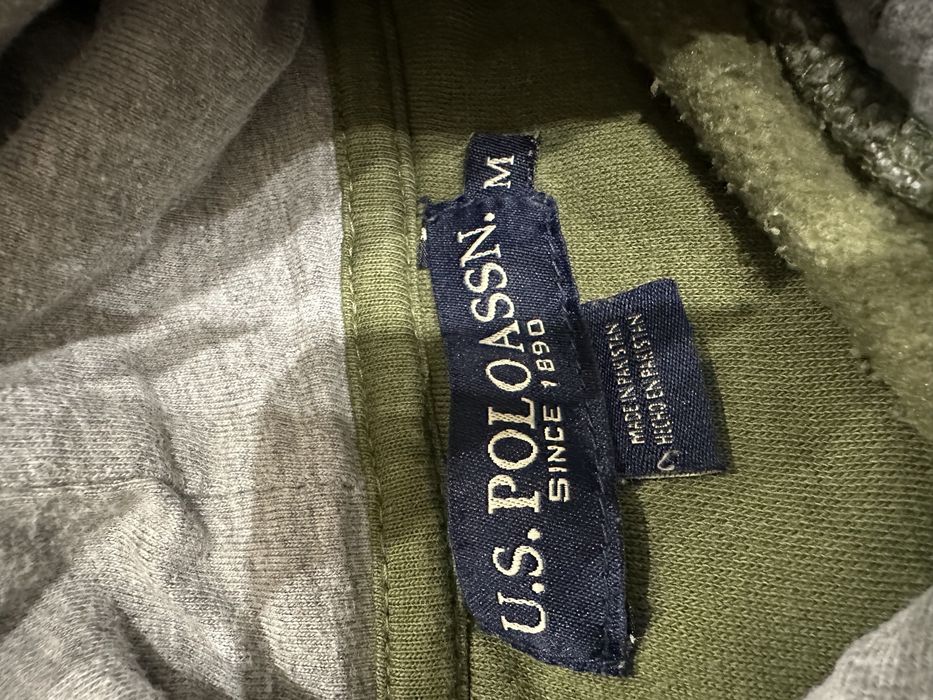 M
U.S. POLO ASSN.
SINCE 1890
MADE IN PAKISTAN
HECHO EN PAKISTAN